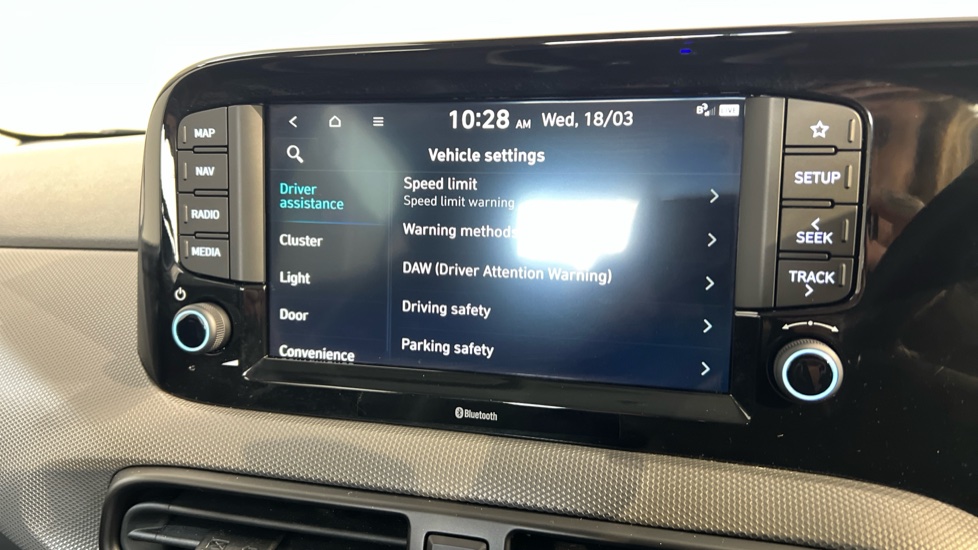 MAP
NAV
RADIO
MEDIA
10:28 AM Wed, 18/03
Vehicle settings
Driver
assistance
Cluster
Light
Door
Convenience
Speed limit
Speed limit warning
Warning methods
DAW (Driver Attention Warning)
Driving safety
Parking safety
SETUP
SEEK
TRACK
Bluetooth